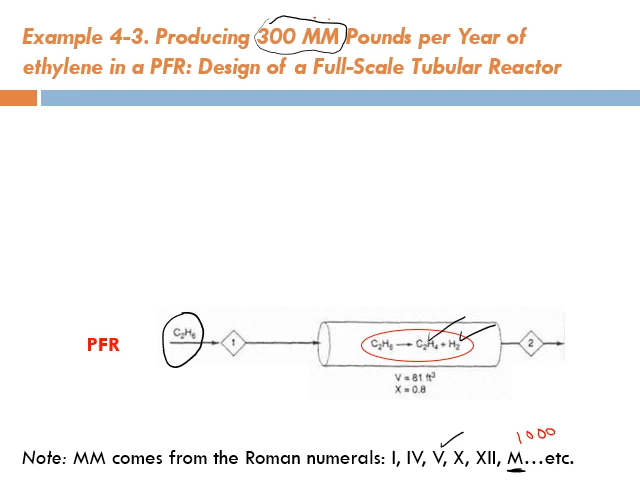 Example 4-3. Producing 300 MM Pounds per Year of
ethylene in a PFR: Design of a Full-Scale Tubular Reactor
PFR
C₂H₆
1
C₂H₆ → C₂H₄ + H₂
2
V = 81 ft³
X = 0.8
1000
Note: MM comes from the Roman numerals: I, IV, V, X, XII, M...etc.